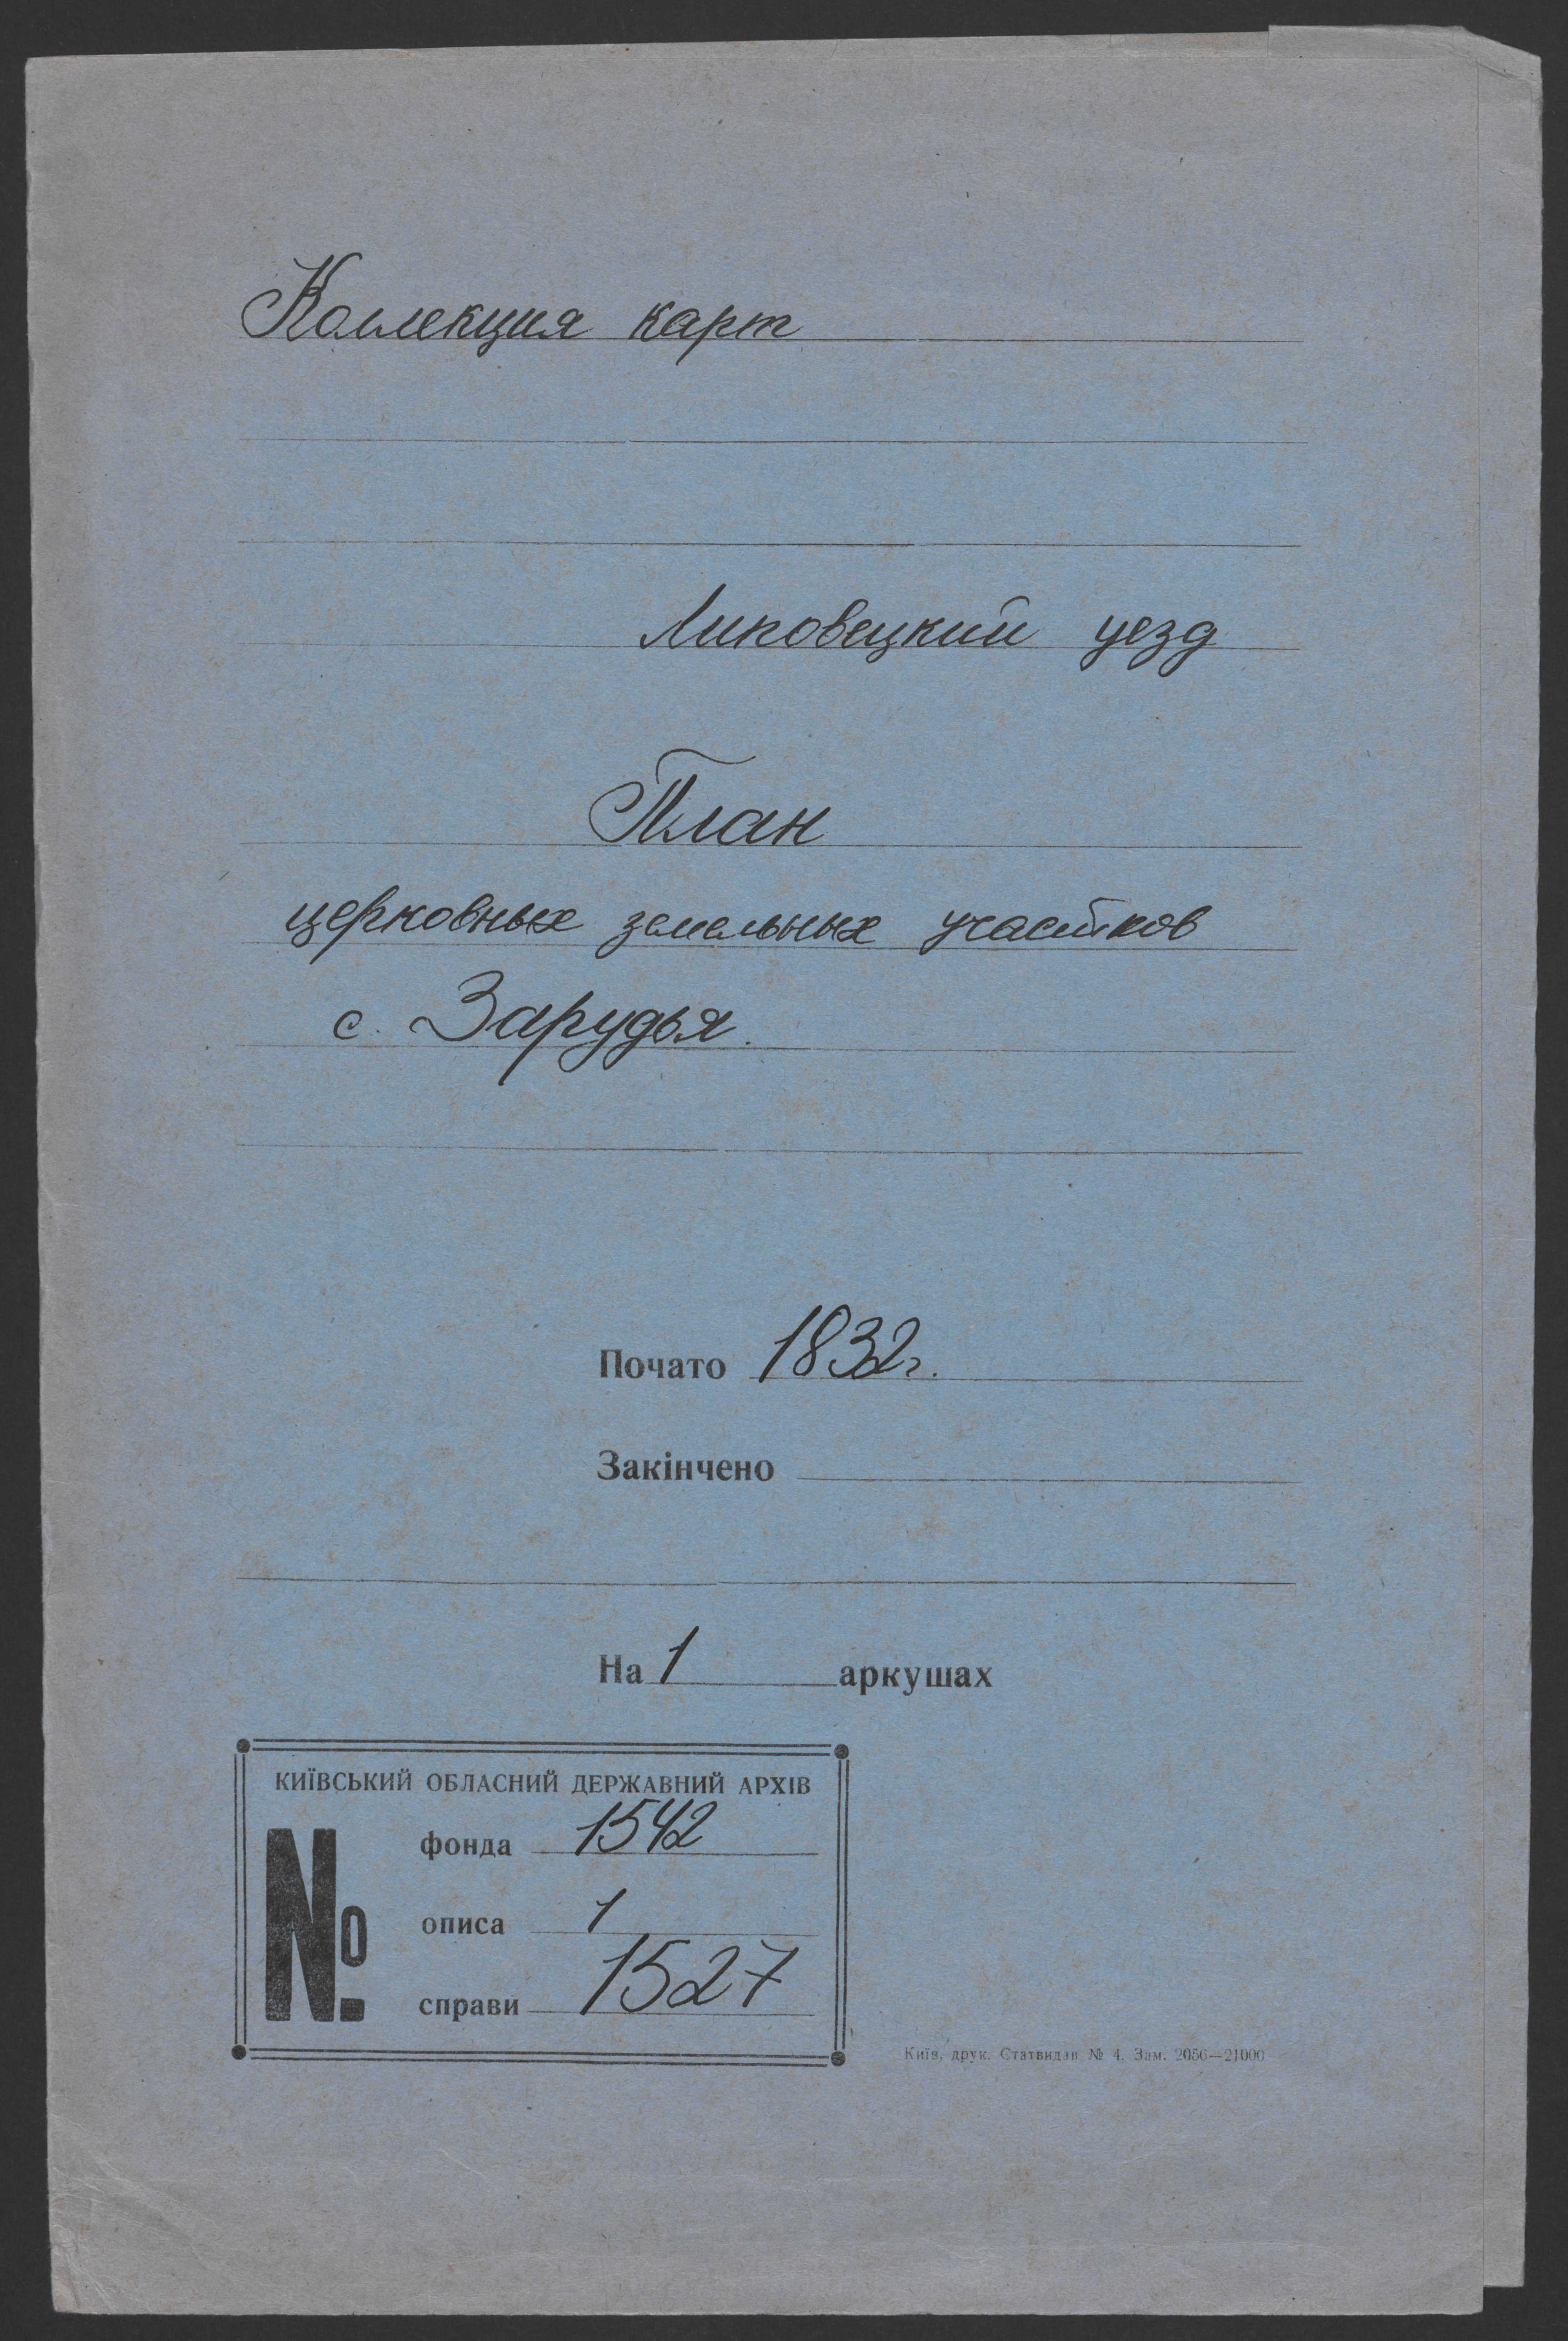 Коллекция карт
Липовецкий уезд
План
церковных земельных участков
с. Зарудья.
Почато 1832г.
Закінчено
На 1 аркушах
КИЇВСЬКИЙ ОБЛАСНИЙ ДЕРЖАВНИЙ АРХІВ
№
фонда 1542
описа 1
справи 1527
Київ, друк. Статвидав № 4. Зам. 2056—21000